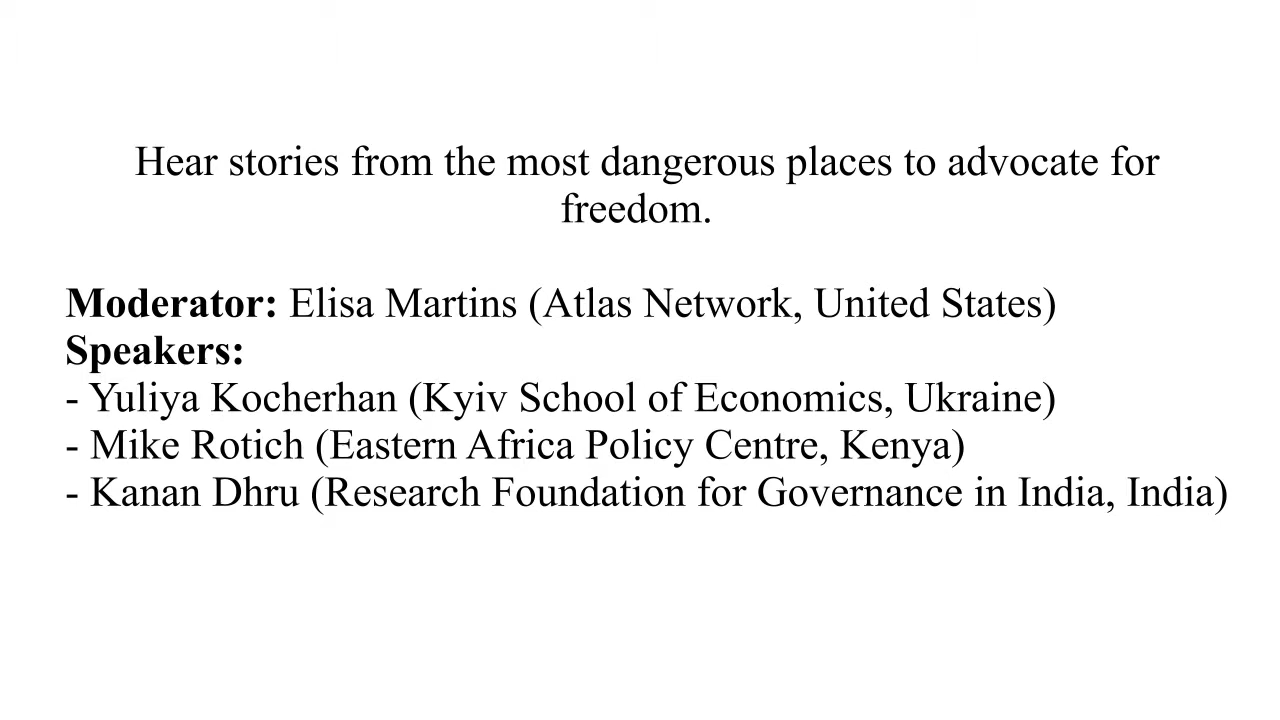 Hear stories from the most dangerous places to advocate for
freedom.
Moderator: Elisa Martins (Atlas Network, United States)
Speakers:
- Yuliya Kocherhan (Kyiv School of Economics, Ukraine)
- Mike Rotich (Eastern Africa Policy Centre, Kenya)
- Kanan Dhru (Research Foundation for Governance in India, India)